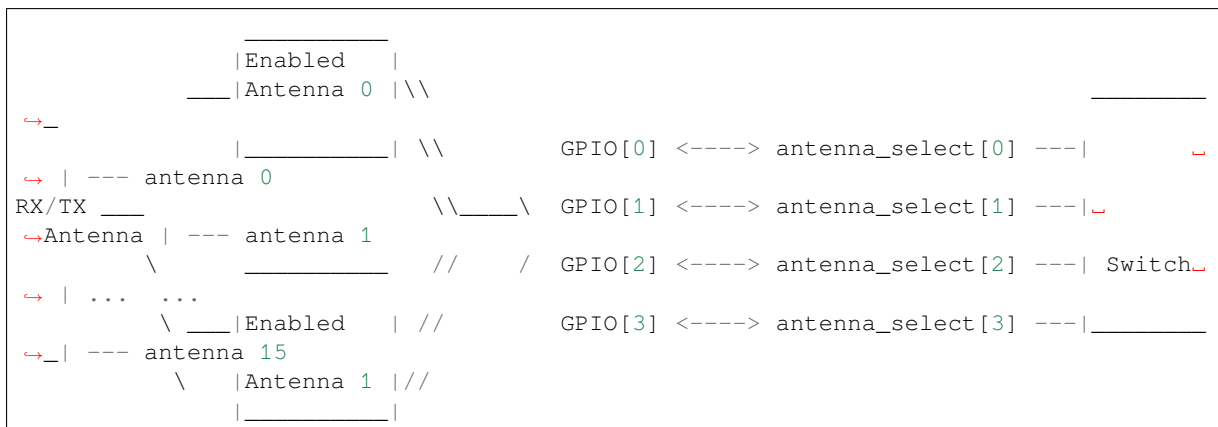 __________
                  |Enabled   |
              ___|Antenna 0 |\\                                                    ________
↪_
                  |__________| \\         GPIO[0] <----> antenna_select[0] ---|        ␣
↪ | --- antenna 0
RX/TX ___                        \\____\  GPIO[1] <----> antenna_select[1] ---|␣
↪Antenna | --- antenna 1
          \       __________   //     /  GPIO[2] <----> antenna_select[2] ---| Switch␣
↪ | ...  ...
           \ ___|Enabled   | //         GPIO[3] <----> antenna_select[3] ---|________
↪_| --- antenna 15
            \   |Antenna 1 |//
                |__________|